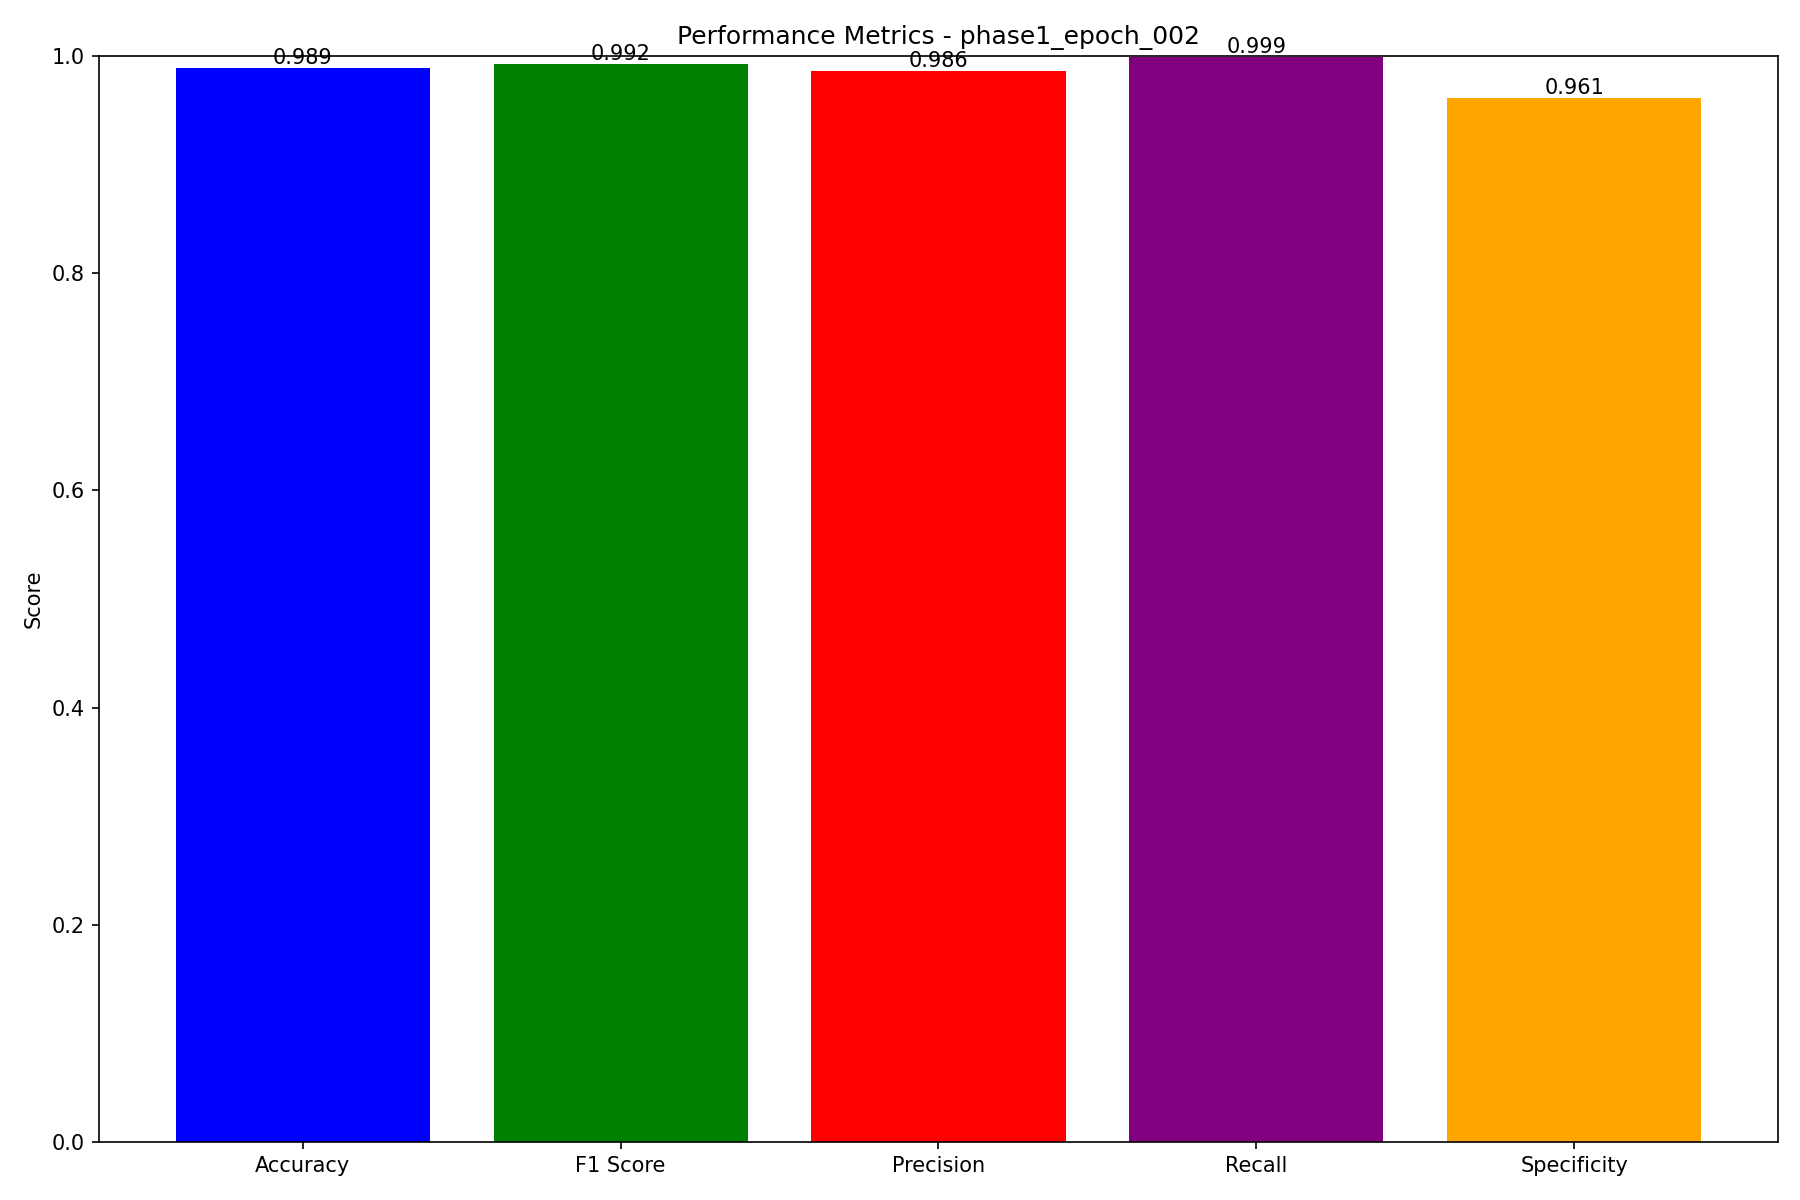 Performance Metrics - phase1_epoch_002
0.989
0.992
0.986
0.999
0.961
1.0
0.8
0.6
0.4
0.2
0.0
Score
Accuracy
F1 Score
Precision
Recall
Specificity